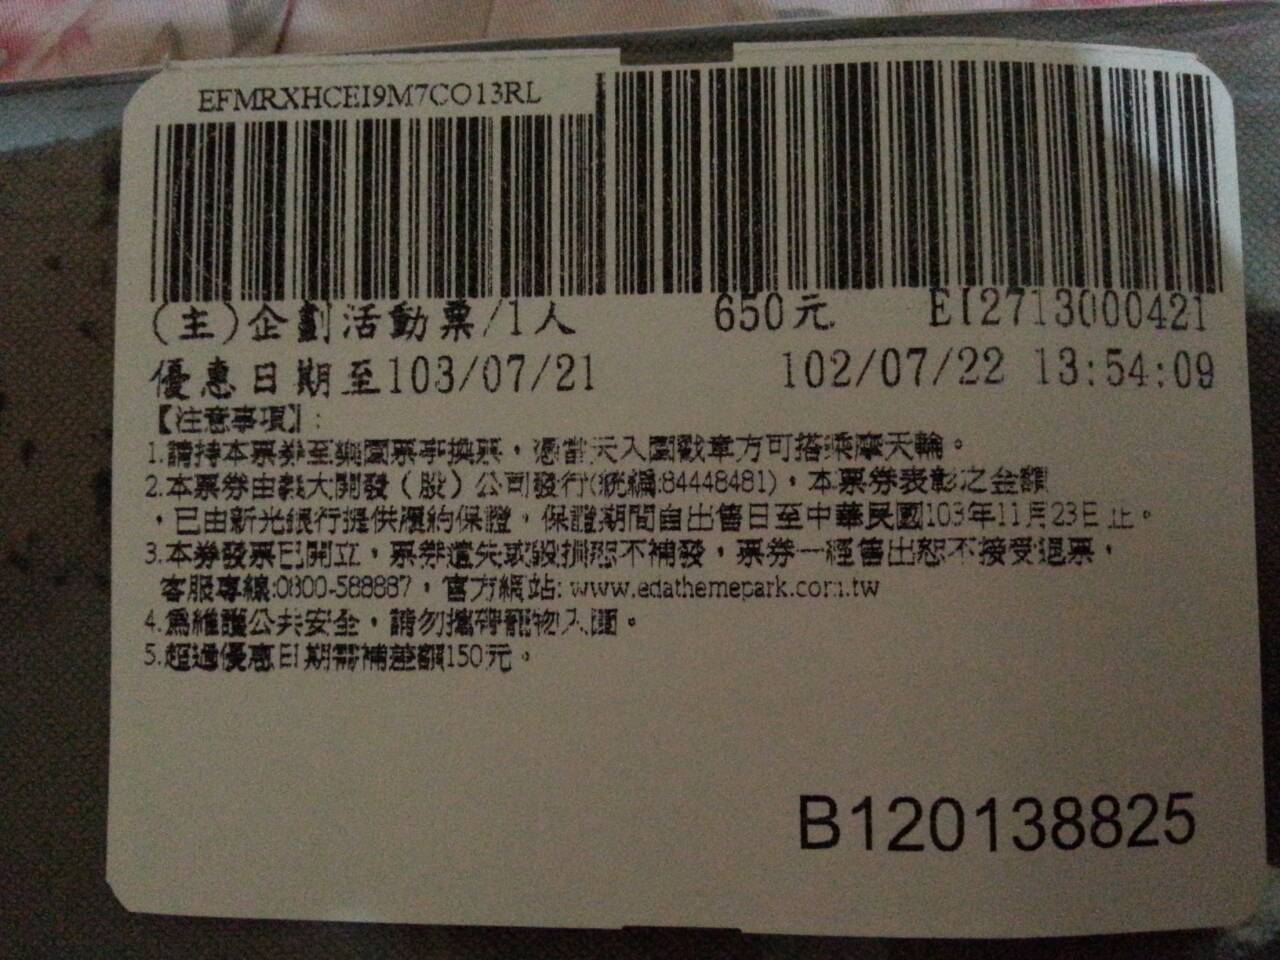 EFMRXHCEI9M7CO13RL
(主)企劃活動票/1人 650元 EI2713000421
優惠日期至103/07/21 102/07/22 13:54:09
【注意事項】:
1.請持本票券至樂園票亭換票，憑當天入園戳章方可搭乘摩天輪。
2.本票券由義大開發（股）公司發行(統編:84448481)，本票券表彰之金額
，已由新光銀行提供履約保證，保證期間自出售日至中華民國103年11月23日止。
3.本券發票已開立，票券遺失或毀損恕不補發，票券一經售出恕不接受退票，
客服專線:0800-588887，官方網站: www.edathemepark.com.tw
4.為維護公共安全，請勿攜帶寵物入園。
5.超過優惠日期需補差額150元。
B120138825